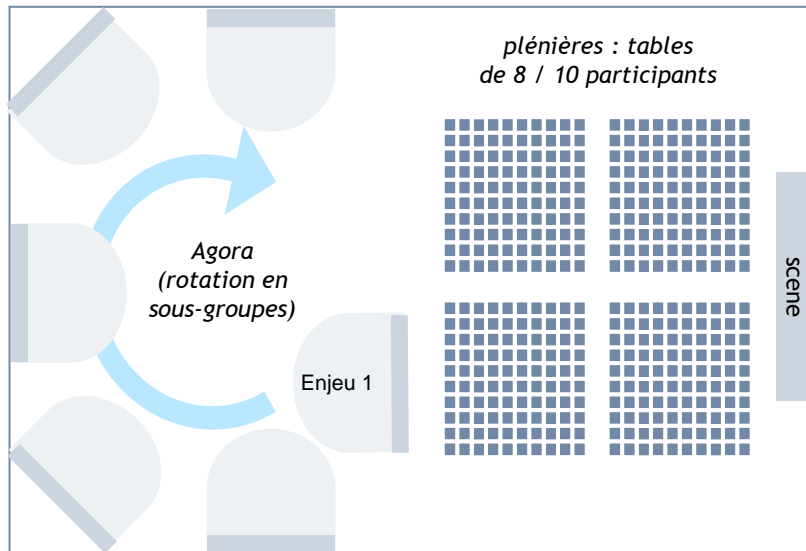 plénières : tables
de 8 / 10 participants
Agora
(rotation en
sous-groupes)
Enjeu 1
scene